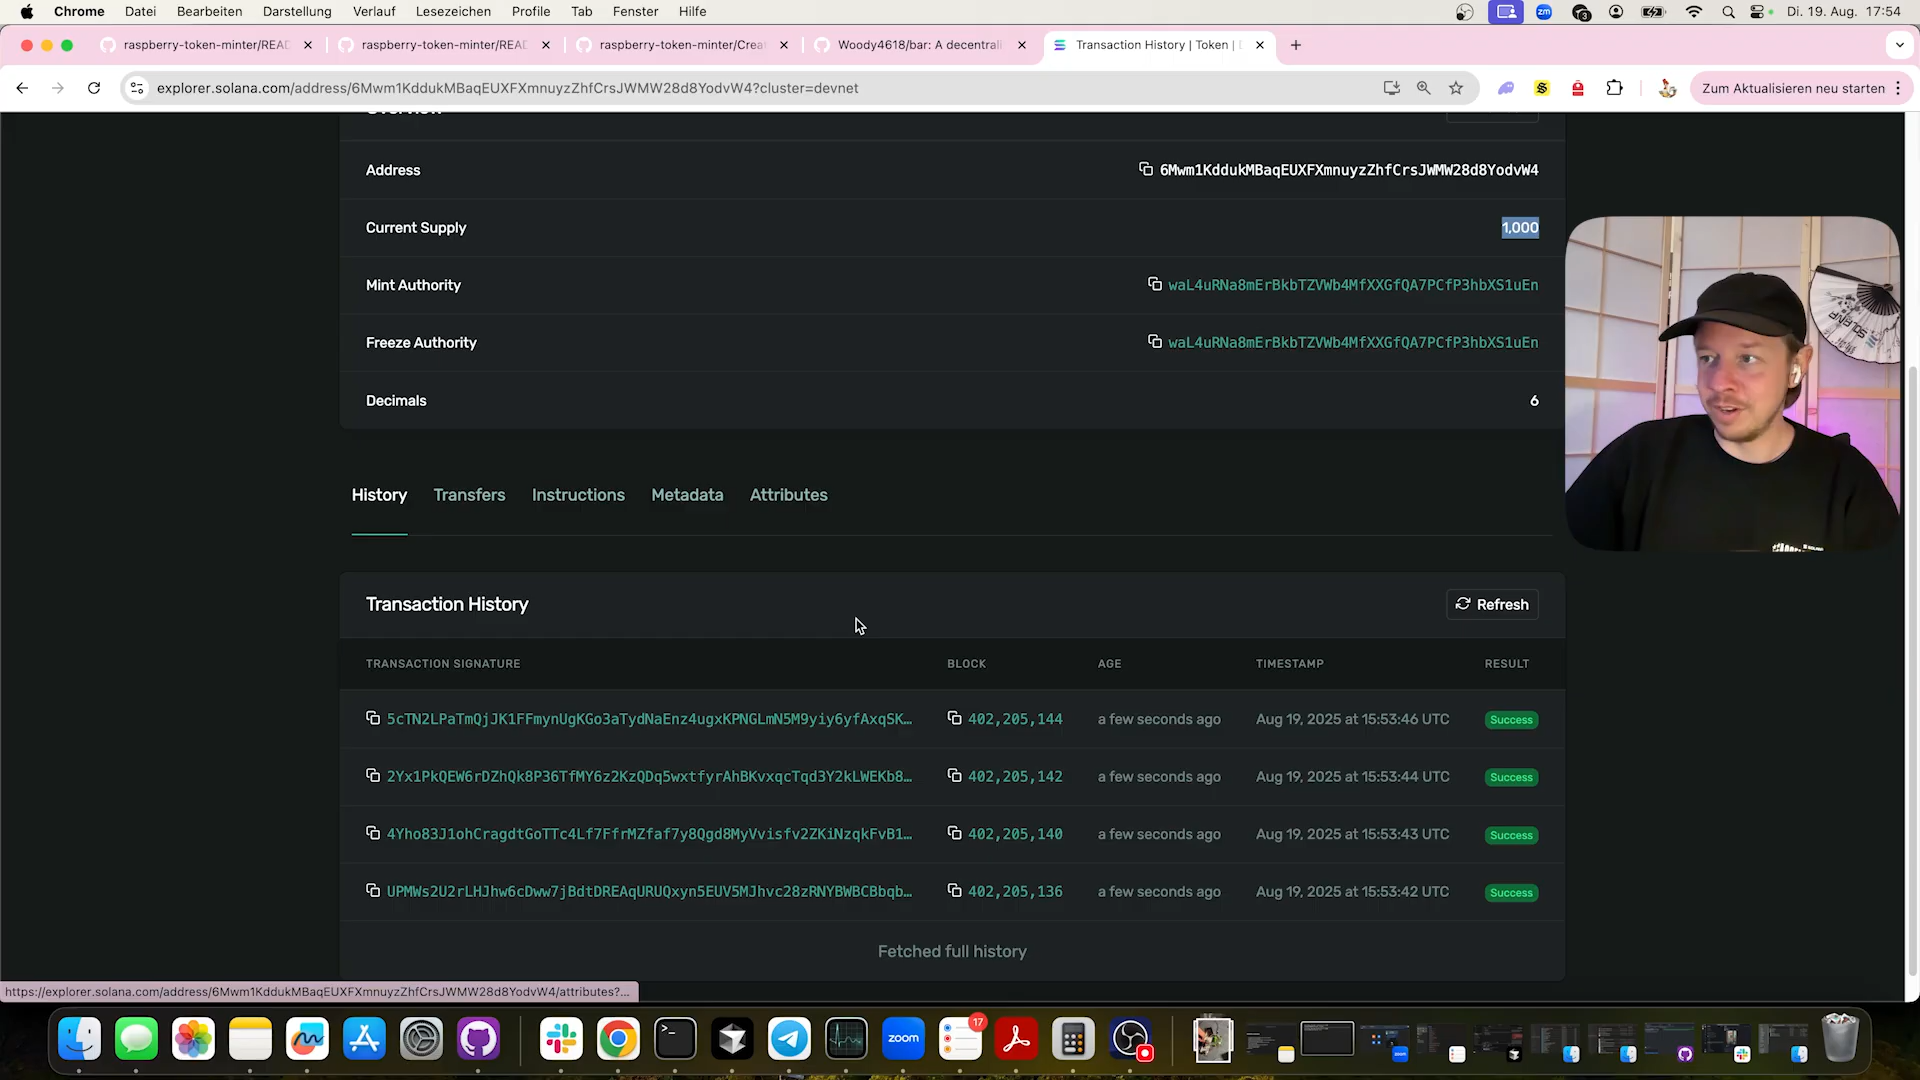 Chrome Datei Bearbeiten Darstellung Verlauf Lesezeichen Profile Tab Fenster Hilfe
zm 3 Di. 19. Aug. 17:54
raspberry-token-minter/READ
raspberry-token-minter/READ
raspberry-token-minter/Creat
Woody4618/bar: A decentrali
Transaction History | Token |
explorer.solana.com/address/6Mwm1KddukMBaqEUXFXmnuyzZhfCrsJWMW28d8YodvW4?cluster=devnet
Zum Aktualisieren neu starten
Overview
Address 6Mwm1KddukMBaqEUXFXmnuyzZhfCrsJWMW28d8YodvW4
Current Supply 1,000
Mint Authority waL4uRNa8mErBkbTZVWb4MfXXGfQA7PCfP3hbXS1uEn
Freeze Authority waL4uRNa8mErBkbTZVWb4MfXXGfQA7PCfP3hbXS1uEn
Decimals 6
History Transfers Instructions Metadata Attributes
Transaction History Refresh
TRANSACTION SIGNATURE BLOCK AGE TIMESTAMP RESULT
5cTN2LPaTmQjJK1FFmynUgKGo3aTydNaEnz4ugxKPNGLmN5M9yiy6yfAxqSK… 402,205,144 a few seconds ago Aug 19, 2025 at 15:53:46 UTC Success
2Yx1PkQEW6rDZhQk8P36TfMY6z2KzQDq5wxtfyrAhBKvxqcTqd3Y2kLWEKb8… 402,205,142 a few seconds ago Aug 19, 2025 at 15:53:44 UTC Success
4Yho83J1ohCragdtGoTTc4Lf7FfrMZfaf7y8Qgd8MyVvisfv2ZKiNzqkFvB1… 402,205,140 a few seconds ago Aug 19, 2025 at 15:53:43 UTC Success
UPMWs2U2rLHJhw6cDww7jBdtDREAqURUQxyn5EUV5MJhvc28zRNYBWBCBbqb… 402,205,136 a few seconds ago Aug 19, 2025 at 15:53:42 UTC Success
Fetched full history
https://explorer.solana.com/address/6Mwm1KddukMBaqEUXFXmnuyzZhfCrsJWMW28d8YodvW4/attributes?...
zoom 17